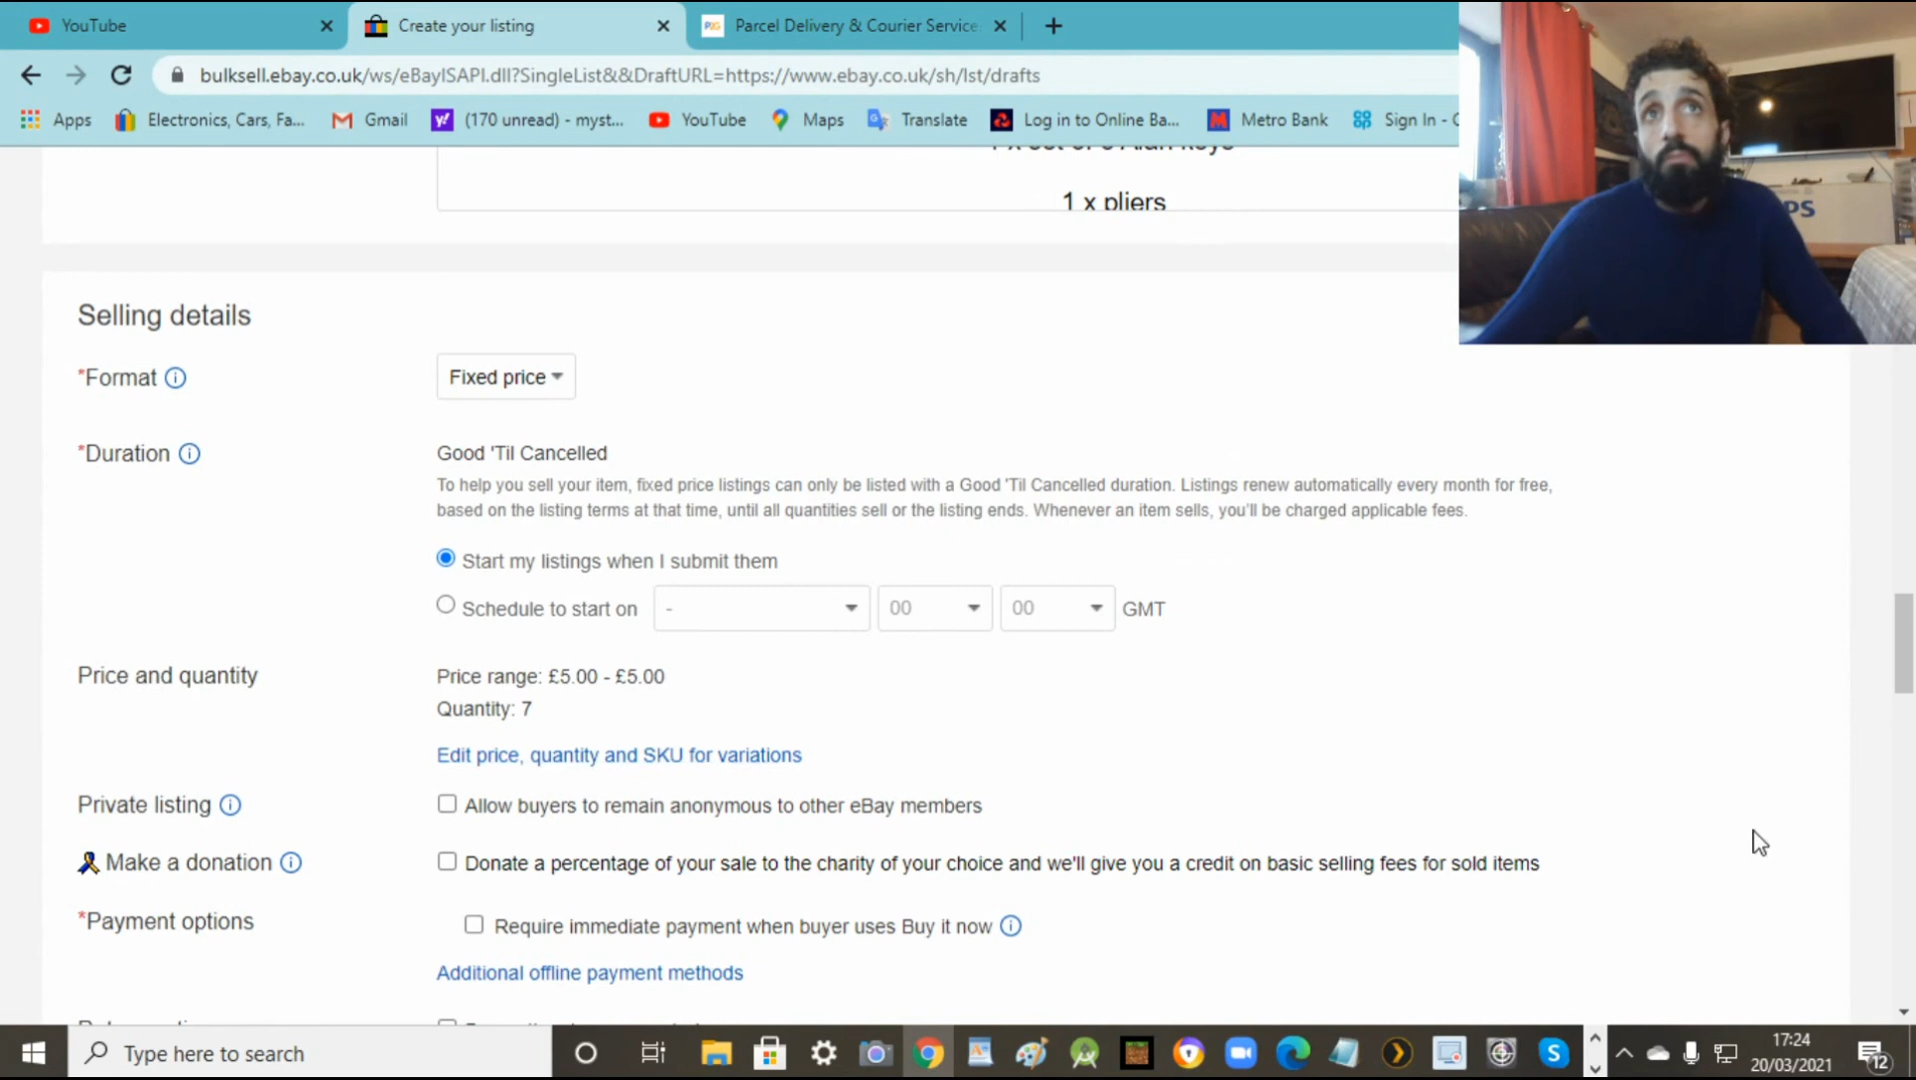 YouTube
Create your listing
Parcel Delivery & Courier Service
bulksell.ebay.co.uk/ws/eBayISAPI.dll?SingleList&&DraftURL=https://www.ebay.co.uk/sh/lst/drafts
Apps
Electronics, Cars, Fa...
Gmail
(170 unread) - myst...
YouTube
Maps
Translate
Log in to Online Ba...
Metro Bank
Sign In -
1 x pliers
Selling details
*Format
Fixed price
*Duration
Good 'Til Cancelled
To help you sell your item, fixed price listings can only be listed with a Good 'Til Cancelled duration. Listings renew automatically every month for free,
based on the listing terms at that time, until all quantities sell or the listing ends. Whenever an item sells, you'll be charged applicable fees.
Start my listings when I submit them
Schedule to start on - 00 00 GMT
Price and quantity
Price range: £5.00 - £5.00
Quantity: 7
Edit price, quantity and SKU for variations
Private listing
Allow buyers to remain anonymous to other eBay members
Make a donation
Donate a percentage of your sale to the charity of your choice and we'll give you a credit on basic selling fees for sold items
*Payment options
Require immediate payment when buyer uses Buy it now
Additional offline payment methods
Type here to search
17:24
20/03/2021
12